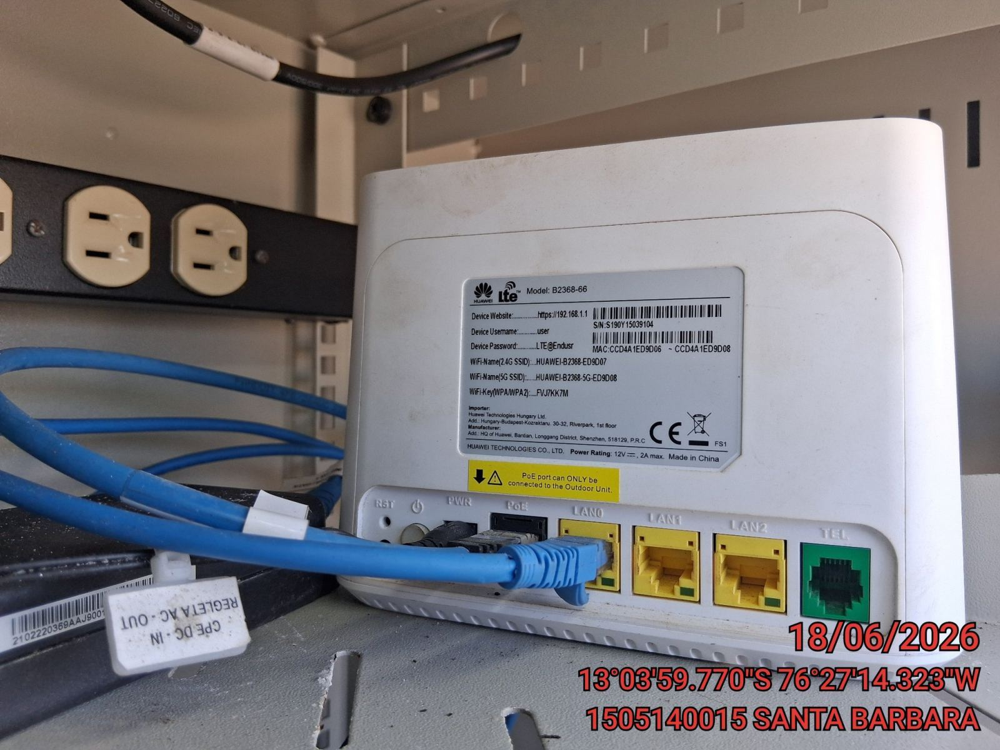 HUAWEI LTE™ Model: B2368-66
Device Website:..............https://192.168.1.1
S/N:S190Y15039104
Device Username:..........user
Device Password:..........LTE@Endusr
MAC:CCD4A1ED9D06 ~ CCD4A1ED9D08
WiFi-Name(2.4G SSID):...HUAWEI-B2368-ED9D07
WiFi-Name(5G SSID):.....HUAWEI-B2368-5G-ED9D08
WiFi-Key(WPA/WPA2):....FVJ7KK7M
Importer:
Huawei Technologies Hungary Ltd.
Add.: Hungary-Budapest-Kozraktaru. 30-32, Riverpark, 1st floor
Manufacturer:
Add.: HQ of Huawei, Bantian, Longgang District, Shenzhen, 518129, P.R.C
CE
FS1
HUAWEI TECHNOLOGIES CO., LTD. Power Rating: 12V⎓, 2A max. Made in China
PoE port can ONLY be
connected to the Outdoor Unit.
RST PWR PoE LAN0 LAN1 LAN2 TEL
CPE DC - IN
REGLETA AC - OUT
18/06/2026
13°03'59.770"S 76°27'14.323"W
1505140015 SANTA BARBARA